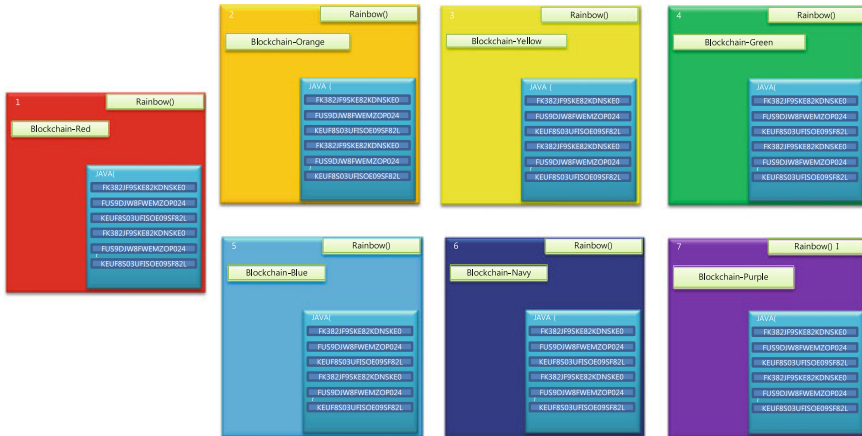 1
Rainbow()
Blockchain-Red
JAVA(
FK382JF9SKE82KDNSKE0
FUS9DJW8FWEMZOP024
KEUF8S03UFISOE09SF82L
FK382JF9SKE82KDNSKE0
FUS9DJW8FWEMZOP024
/
KEUF8S03UFISOE09SF82L
2
Rainbow()
Blockchain-Orange
JAVA (
FK382JF9SKE82KDNSKE0
FUS9DJW8FWEMZOP024
KEUF8S03UFISOE09SF82L
FK382JF9SKE82KDNSKE0
FUS9DJW8FWEMZOP024
/
KEUF8S03UFISOE09SF82L
3
Rainbow()
Blockchain-Yellow
JAVA (
FK382JF9SKE82KDNSKE0
FUS9DJW8FWEMZOP024
KEUF8S03UFISOE09SF82L
FK382JF9SKE82KDNSKE0
FUS9DJW8FWEMZOP024
/
KEUF8S03UFISOE09SF82L
4
Rainbow()
Blockchain-Green
JAVA(
FK382JF9SKE82KDNSKE0
FUS9DJW8FWEMZOP024
KEUF8S03UFISOE09SF82L
FK382JF9SKE82KDNSKE0
FUS9DJW8FWEMZOP024
/
KEUF8S03UFISOE09SF82L
5
Rainbow()
Blockchain-Blue
JAVA(
FK382JF9SKE82KDNSKE0
FUS9DJW8FWEMZOP024
KEUF8S03UFISOE09SF82L
FK382JF9SKE82KDNSKE0
FUS9DJW8FWEMZOP024
/
KEUF8S03UFISOE09SF82L
6
Rainbow()
Blockchain-Navy
JAVA (
FK382JF9SKE82KDNSKE0
FUS9DJW8FWEMZOP024
KEUF8S03UFISOE09SF82L
FK382JF9SKE82KDNSKE0
FUS9DJW8FWEMZOP024
/
KEUF8S03UFISOE09SF82L
7
Rainbow() I
Blockchain-Purple
JAVA(
FK382JF9SKE82KDNSKE0
FUS9DJW8FWEMZOP024
KEUF8S03UFISOE09SF82L
FK382JF9SKE82KDNSKE0
FUS9DJW8FWEMZOP024
/
KEUF8S03UFISOE09SF82L